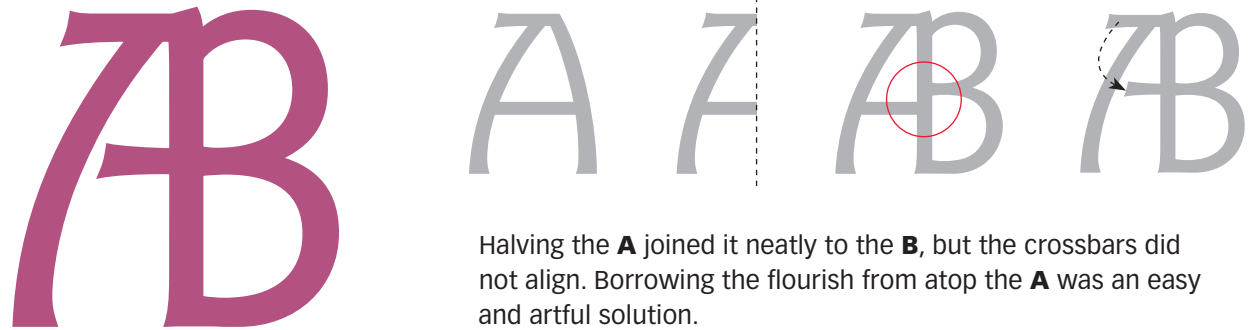 AB
A
AB
AB
Halving the A joined it neatly to the B, but the crossbars did
not align. Borrowing the flourish from atop the A was an easy
and artful solution.